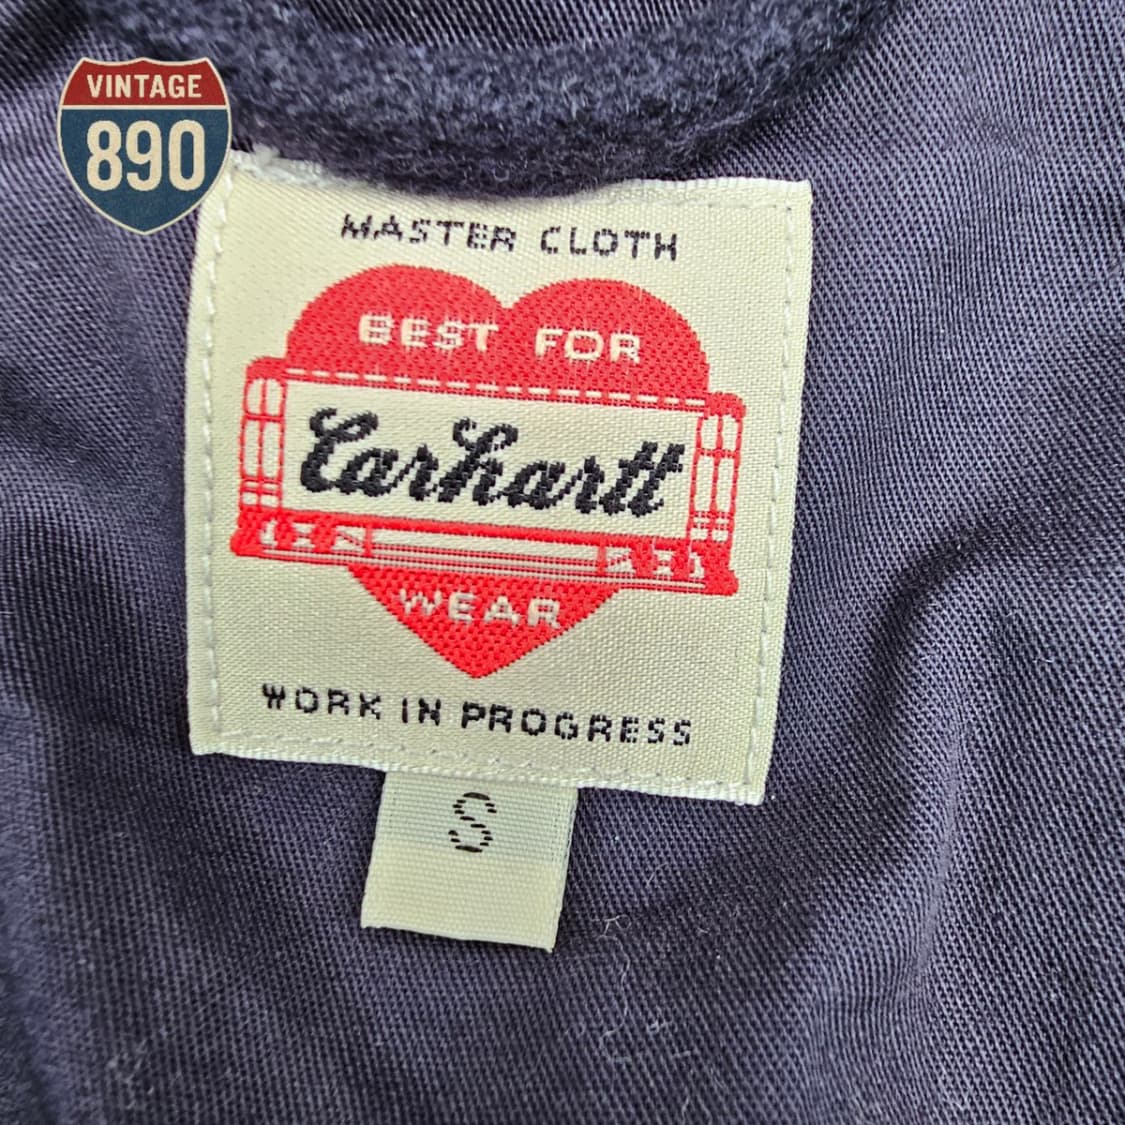 VINTAGE
890
MASTER CLOTH
BEST FOR
Carhartt
WEAR
WORK IN PROGRESS
S